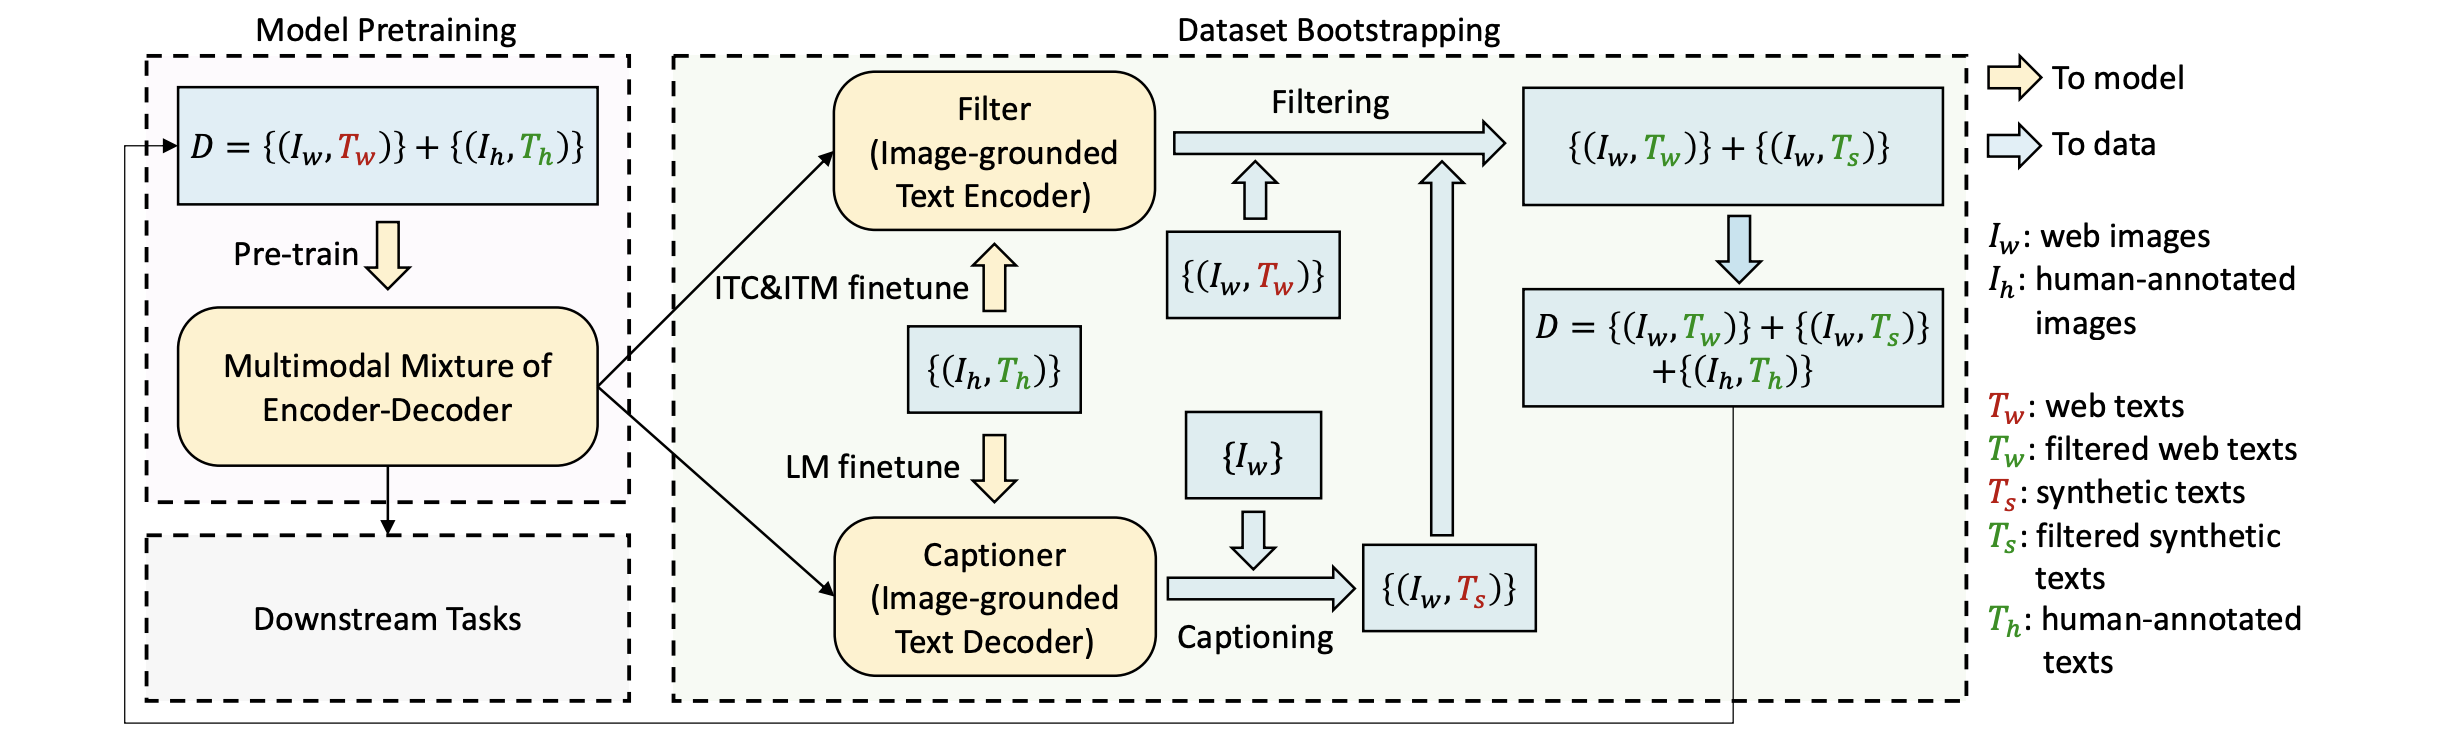 Model Pretraining
D = {(I_w, T_w)} + {(I_h, T_h)}
Pre-train
Multimodal Mixture of
Encoder-Decoder
Downstream Tasks
Dataset Bootstrapping
Filter
(Image-grounded
Text Encoder)
ITC&ITM finetune
{(I_h, T_h)}
LM finetune
Captioner
(Image-grounded
Text Decoder)
Filtering
{(I_w, T_w)}
{I_w}
Captioning
{(I_w, T_s)}
{(I_w, T_w)} + {(I_w, T_s)}
D = {(I_w, T_w)} + {(I_w, T_s)}
+{(I_h, T_h)}
To model
To data
I_w: web images
I_h: human-annotated
images
T_w: web texts
T_w: filtered web texts
T_s: synthetic texts
T_s: filtered synthetic
texts
T_h: human-annotated
texts